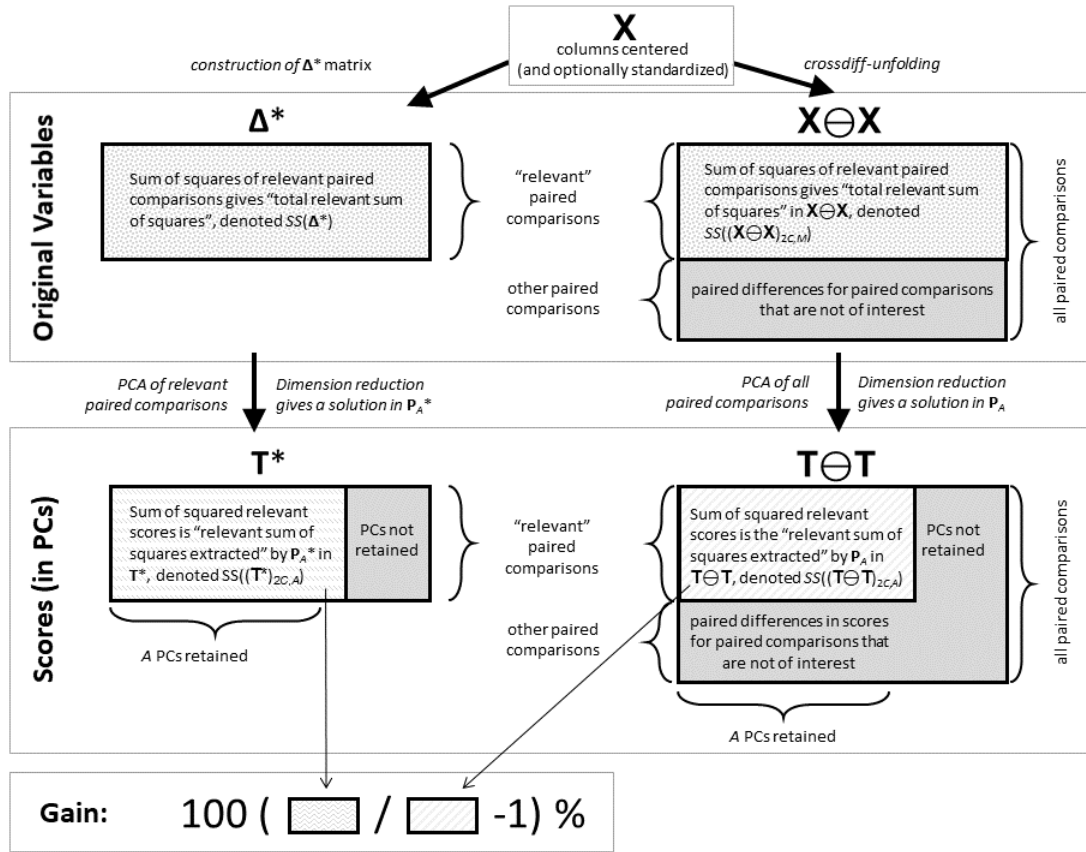 X
columns centered
(and optionally standardized)
construction of Δ* matrix
crossdiff-unfolding
Original Variables
Δ*
Sum of squares of relevant paired
comparisons gives “total relevant sum
of squares”, denoted SS(Δ*)
“relevant”
paired
comparisons
other paired
comparisons
X⊖X
Sum of squares of relevant paired
comparisons gives “total relevant sum
of squares” in X⊖X, denoted
SS((X⊖X)2C,M)
paired differences for paired comparisons
that are not of interest
all paired comparisons
PCA of relevant
paired comparisons
Dimension reduction
gives a solution in PA*
PCA of all
paired comparisons
Dimension reduction
gives a solution in PA
Scores (in PCs)
T*
Sum of squared relevant
scores is “relevant sum of
squares extracted” by PA* in
T*, denoted SS((T*)2C,A)
PCs not
retained
A PCs retained
“relevant”
paired
comparisons
other paired
comparisons
T⊖T
Sum of squared relevant
scores is the “relevant sum of
squares extracted” by PA in
T⊖T, denoted SS((T⊖T)2C,A)
PCs not
retained
paired differences in scores
for paired comparisons that
are not of interest
all paired comparisons
A PCs retained
Gain: 100 ( / -1) %